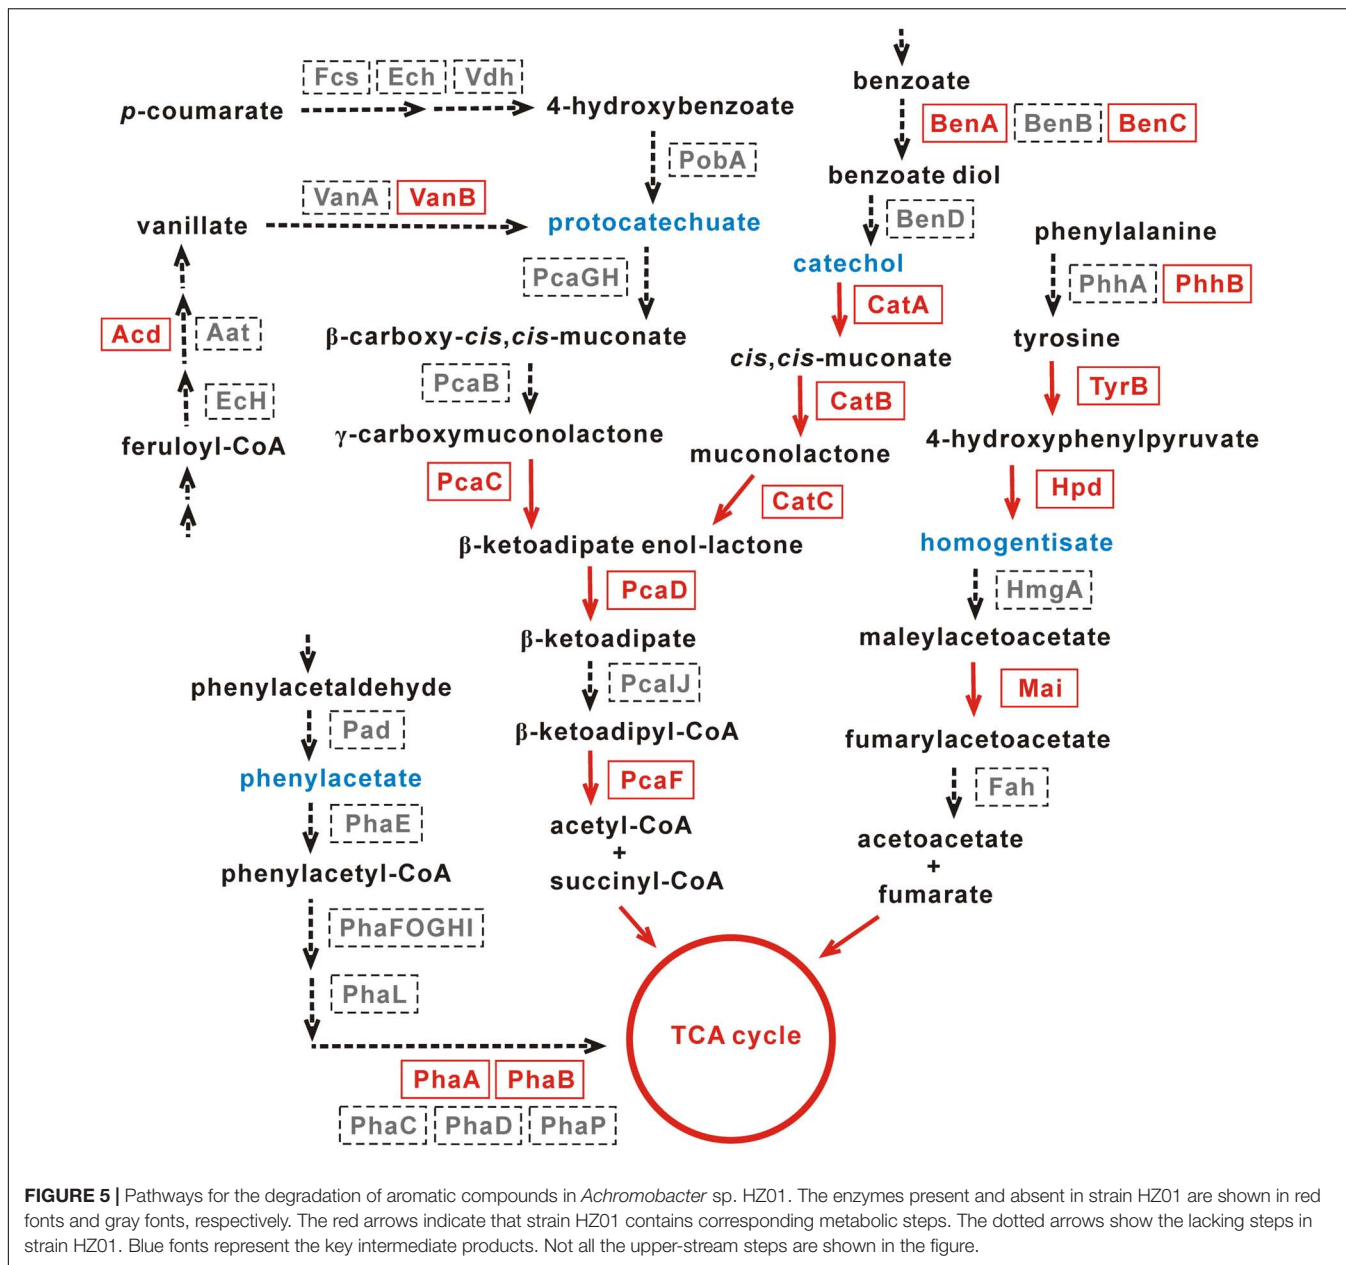 Fcs Ech Vdh
p-coumarate
4-hydroxybenzoate
PobA
VanA VanB
vanillate
protocatechuate
Acd Aat
EcH
feruloyl-CoA
PcaGH
β-carboxy-cis,cis-muconate
PcaB
γ-carboxymuconolactone
PcaC
benzoate
BenA BenB BenC
benzoate diol
BenD
catechol
CatA
cis,cis-muconate
CatB
muconolactone
CatC
β-ketoadipate enol-lactone
PcaD
β-ketoadipate
PcaIJ
β-ketoadipyl-CoA
PcaF
acetyl-CoA
+
succinyl-CoA
phenylalanine
PhhA PhhB
tyrosine
TyrB
4-hydroxyphenylpyruvate
Hpd
homogentisate
HmgA
maleylacetoacetate
Mai
fumarylacetoacetate
Fah
acetoacetate
+
fumarate
phenylacetaldehyde
Pad
phenylacetate
PhaE
phenylacetyl-CoA
PhaFOGHI
PhaL
PhaA PhaB
PhaC PhaD PhaP
TCA cycle
FIGURE 5 | Pathways for the degradation of aromatic compounds in Achromobacter sp. HZ01. The enzymes present and absent in strain HZ01 are shown in red
fonts and gray fonts, respectively. The red arrows indicate that strain HZ01 contains corresponding metabolic steps. The dotted arrows show the lacking steps in
strain HZ01. Blue fonts represent the key intermediate products. Not all the upper-stream steps are shown in the figure.